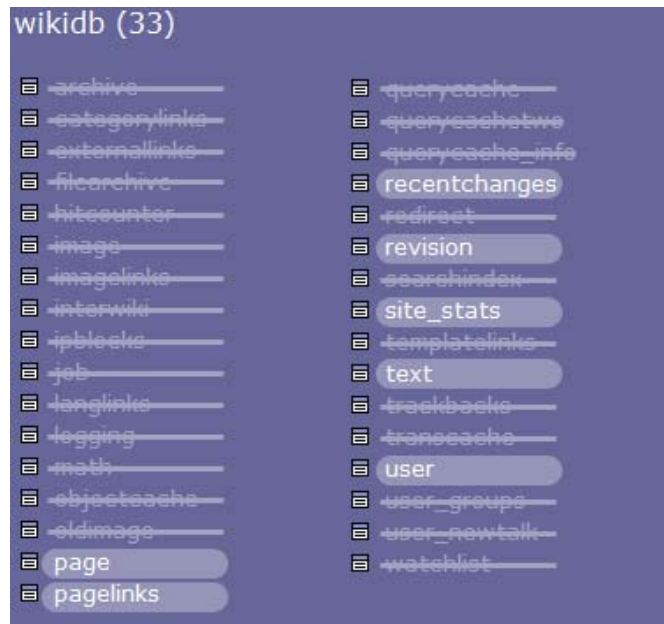 wikidb (33)
archive
categorylinks
externallinks
filearchive
hitcounter
image
imagelinks
interwiki
ipblocks
job
langlinks
logging
math
objectcache
oldimage
page
pagelinks
querycache
querycachetwo
querycache_info
recentchanges
redirect
revision
searchindex
site_stats
templatelinks
text
trackbacks
transcache
user
user_groups
user_newtalk
watchlist